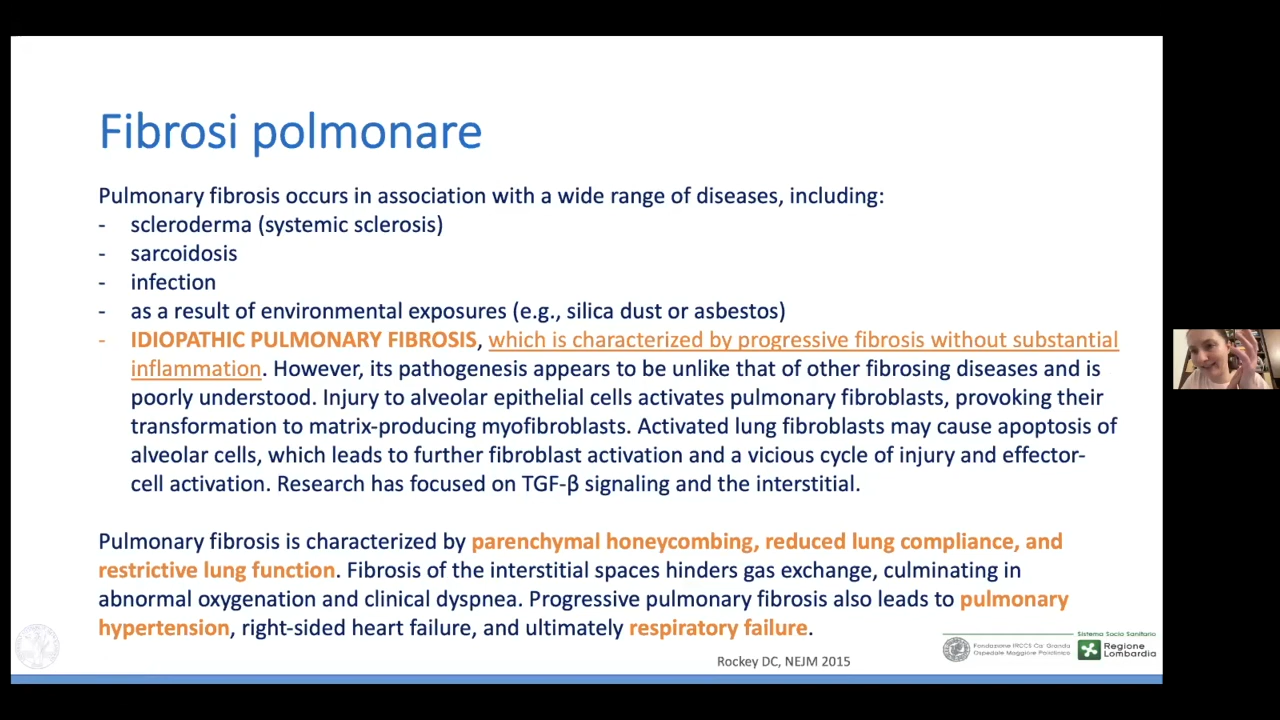 Fibrosi polmonare
Pulmonary fibrosis occurs in association with a wide range of diseases, including:
- scleroderma (systemic sclerosis)
- sarcoidosis
- infection
- as a result of environmental exposures (e.g., silica dust or asbestos)
- IDIOPATHIC PULMONARY FIBROSIS, which is characterized by progressive fibrosis without substantial
inflammation. However, its pathogenesis appears to be unlike that of other fibrosing diseases and is
poorly understood. Injury to alveolar epithelial cells activates pulmonary fibroblasts, provoking their
transformation to matrix-producing myofibroblasts. Activated lung fibroblasts may cause apoptosis of
alveolar cells, which leads to further fibroblast activation and a vicious cycle of injury and effector-
cell activation. Research has focused on TGF-β signaling and the interstitial.
Pulmonary fibrosis is characterized by parenchymal honeycombing, reduced lung compliance, and
restrictive lung function. Fibrosis of the interstitial spaces hinders gas exchange, culminating in
abnormal oxygenation and clinical dyspnea. Progressive pulmonary fibrosis also leads to pulmonary
hypertension, right-sided heart failure, and ultimately respiratory failure.
Rockey DC, NEJM 2015
Sistema Socio Sanitario
Fondazione IRCCS Ca' Granda
Ospedale Maggiore Policlinico
Regione
Lombardia